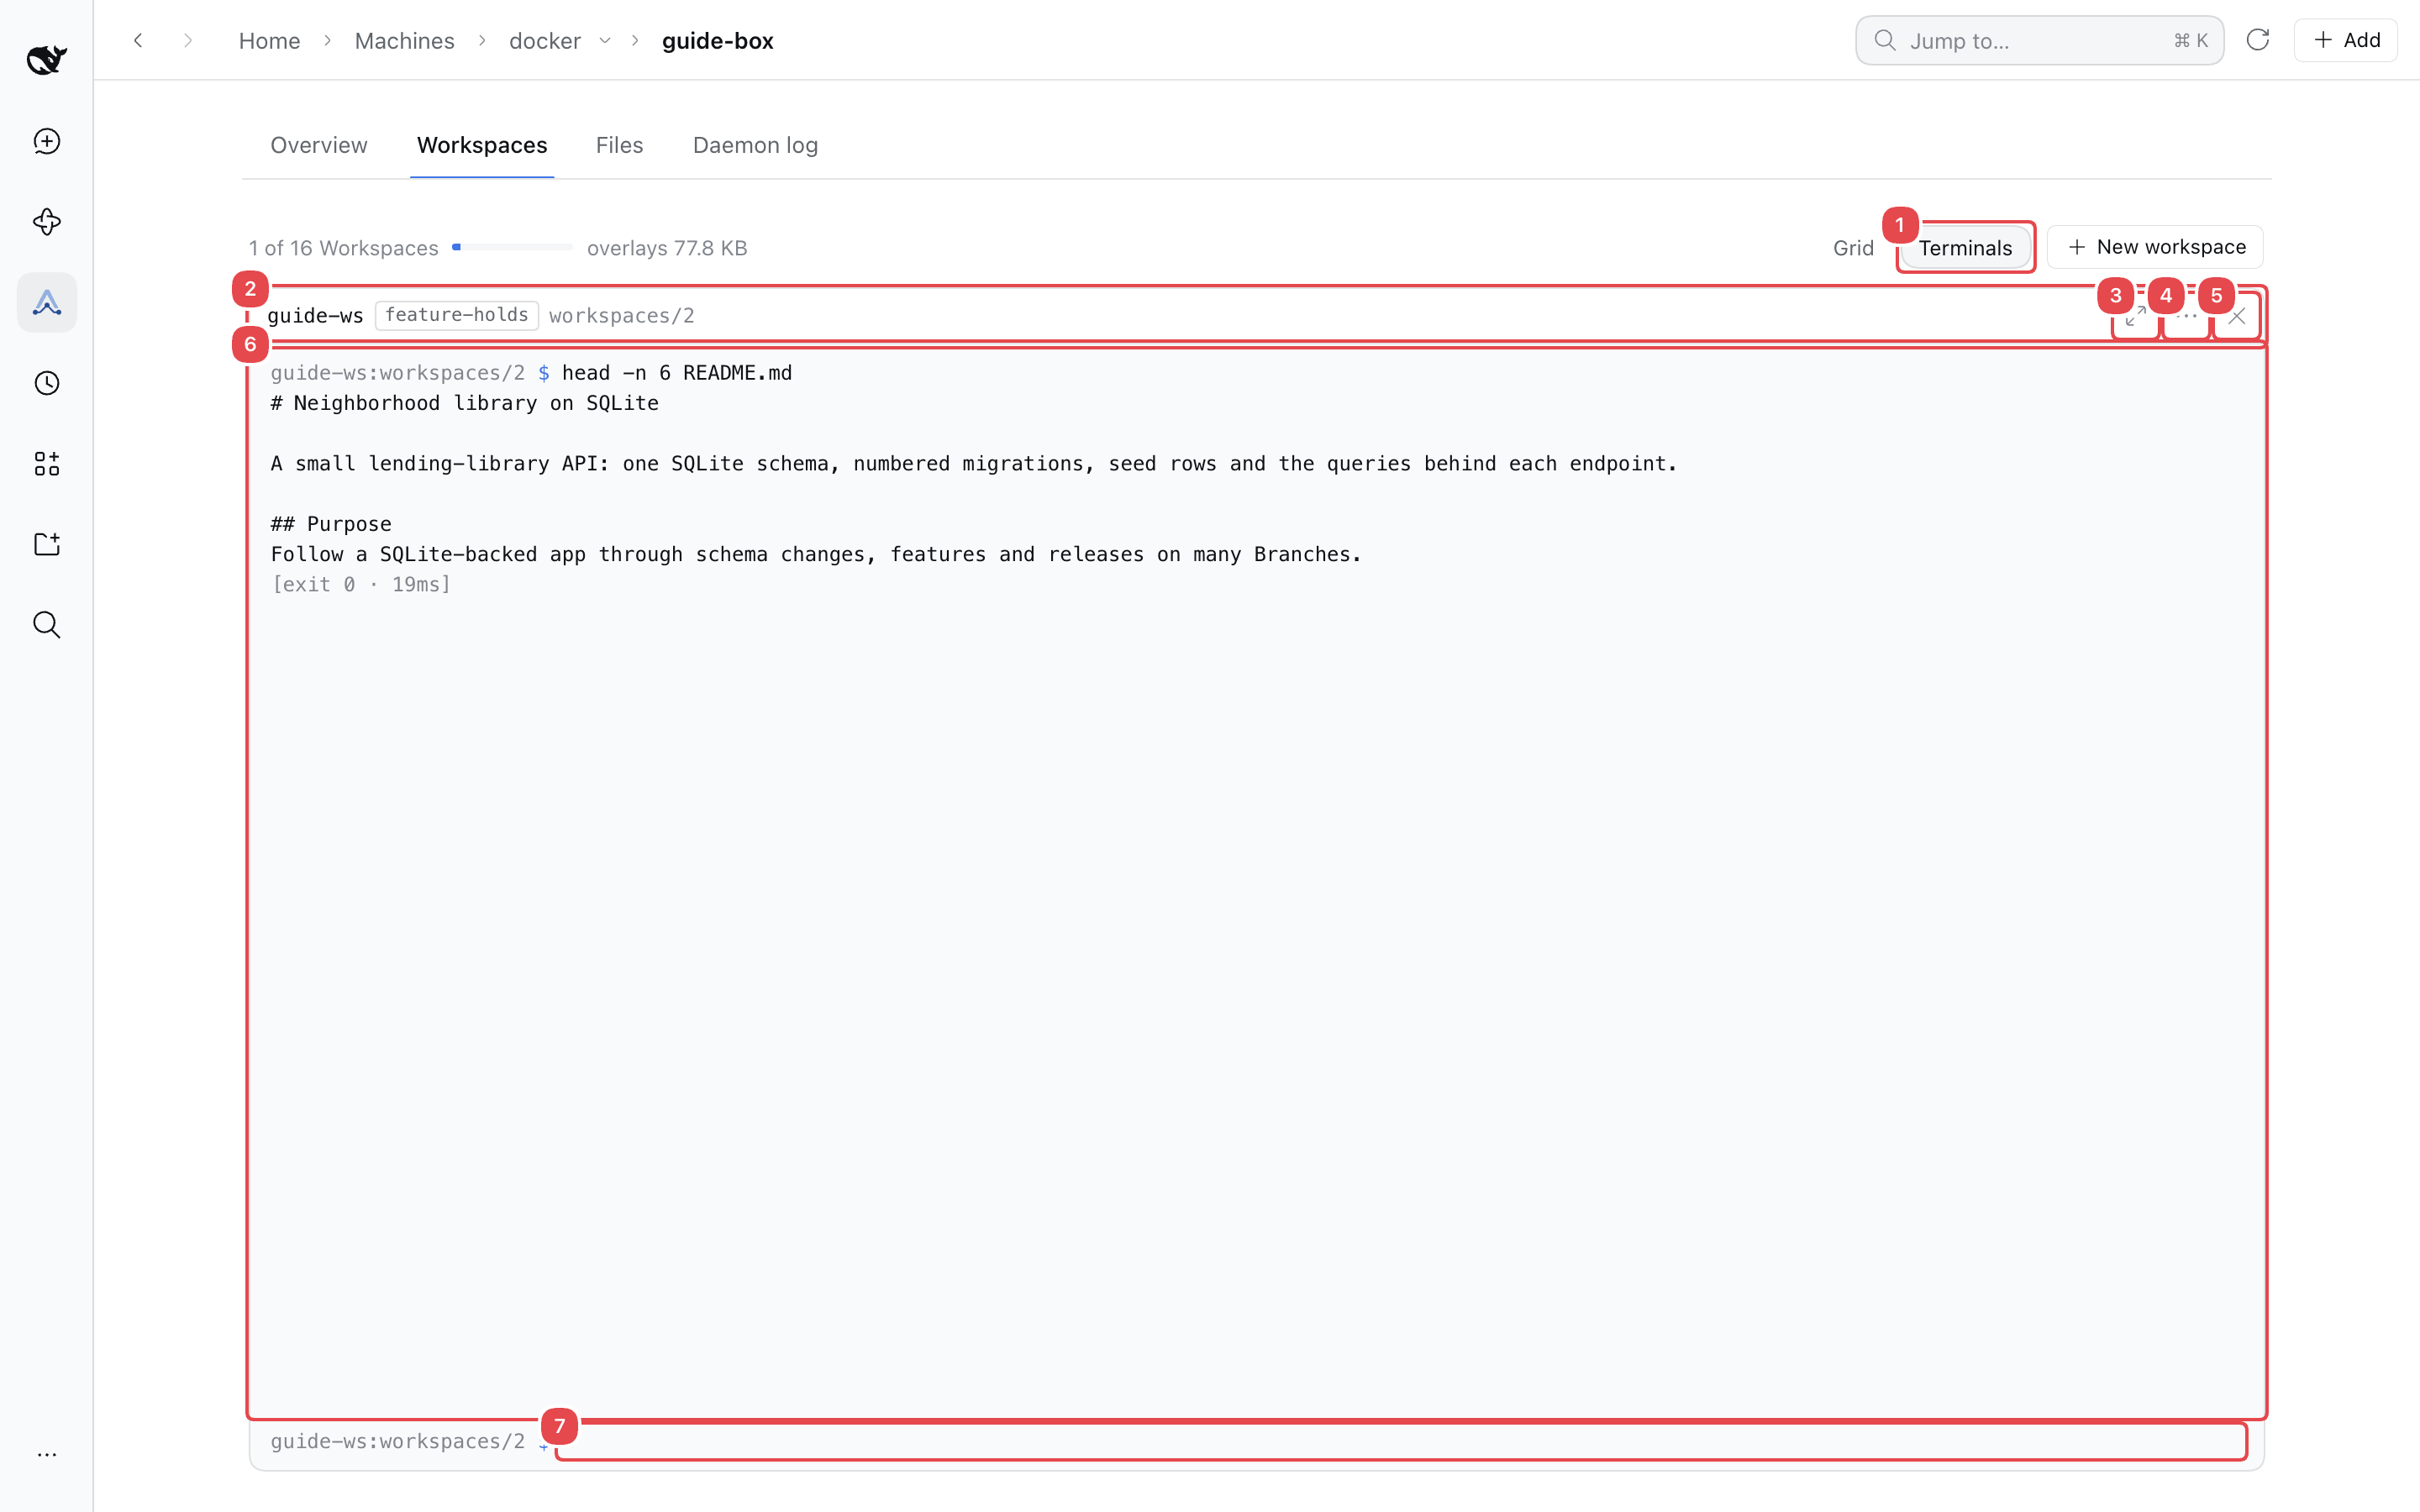 Home > Machines > docker > guide-box
Jump to... ⌘ K
+ Add
Overview Workspaces Files Daemon log
1 of 16 Workspaces overlays 77.8 KB
Grid 1 Terminals + New workspace
2 3 4 5
guide-ws feature-holds workspaces/2
6
guide-ws:workspaces/2 $ head -n 6 README.md
# Neighborhood library on SQLite
A small lending-library API: one SQLite schema, numbered migrations, seed rows and the queries behind each endpoint.
## Purpose
Follow a SQLite-backed app through schema changes, features and releases on many Branches.
[exit 0 · 19ms]
7
guide-ws:workspaces/2 $